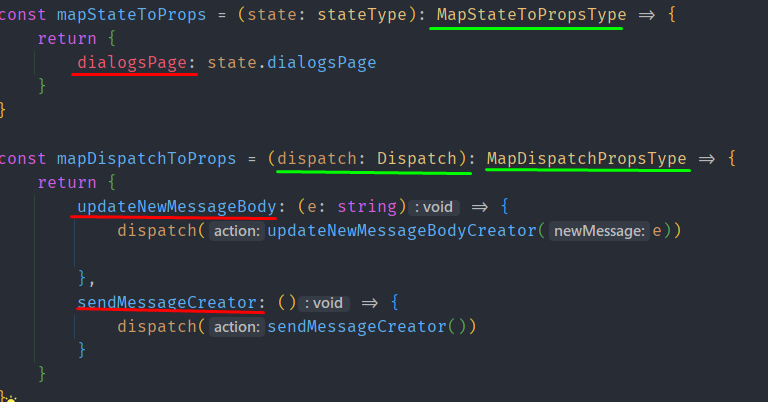 const mapStateToProps = (state: stateType): MapStateToPropsType => {
return {
dialogsPage: state.dialogsPage
}
}
const mapDispatchToProps = (dispatch: Dispatch): MapDispatchPropsType => {
return {
updateNewMessageBody: (e: string) : void => {
dispatch( action: updateNewMessageBodyCreator( newMessage: e))
},
sendMessageCreator: () : void => {
dispatch( action: sendMessageCreator())
}
}
}